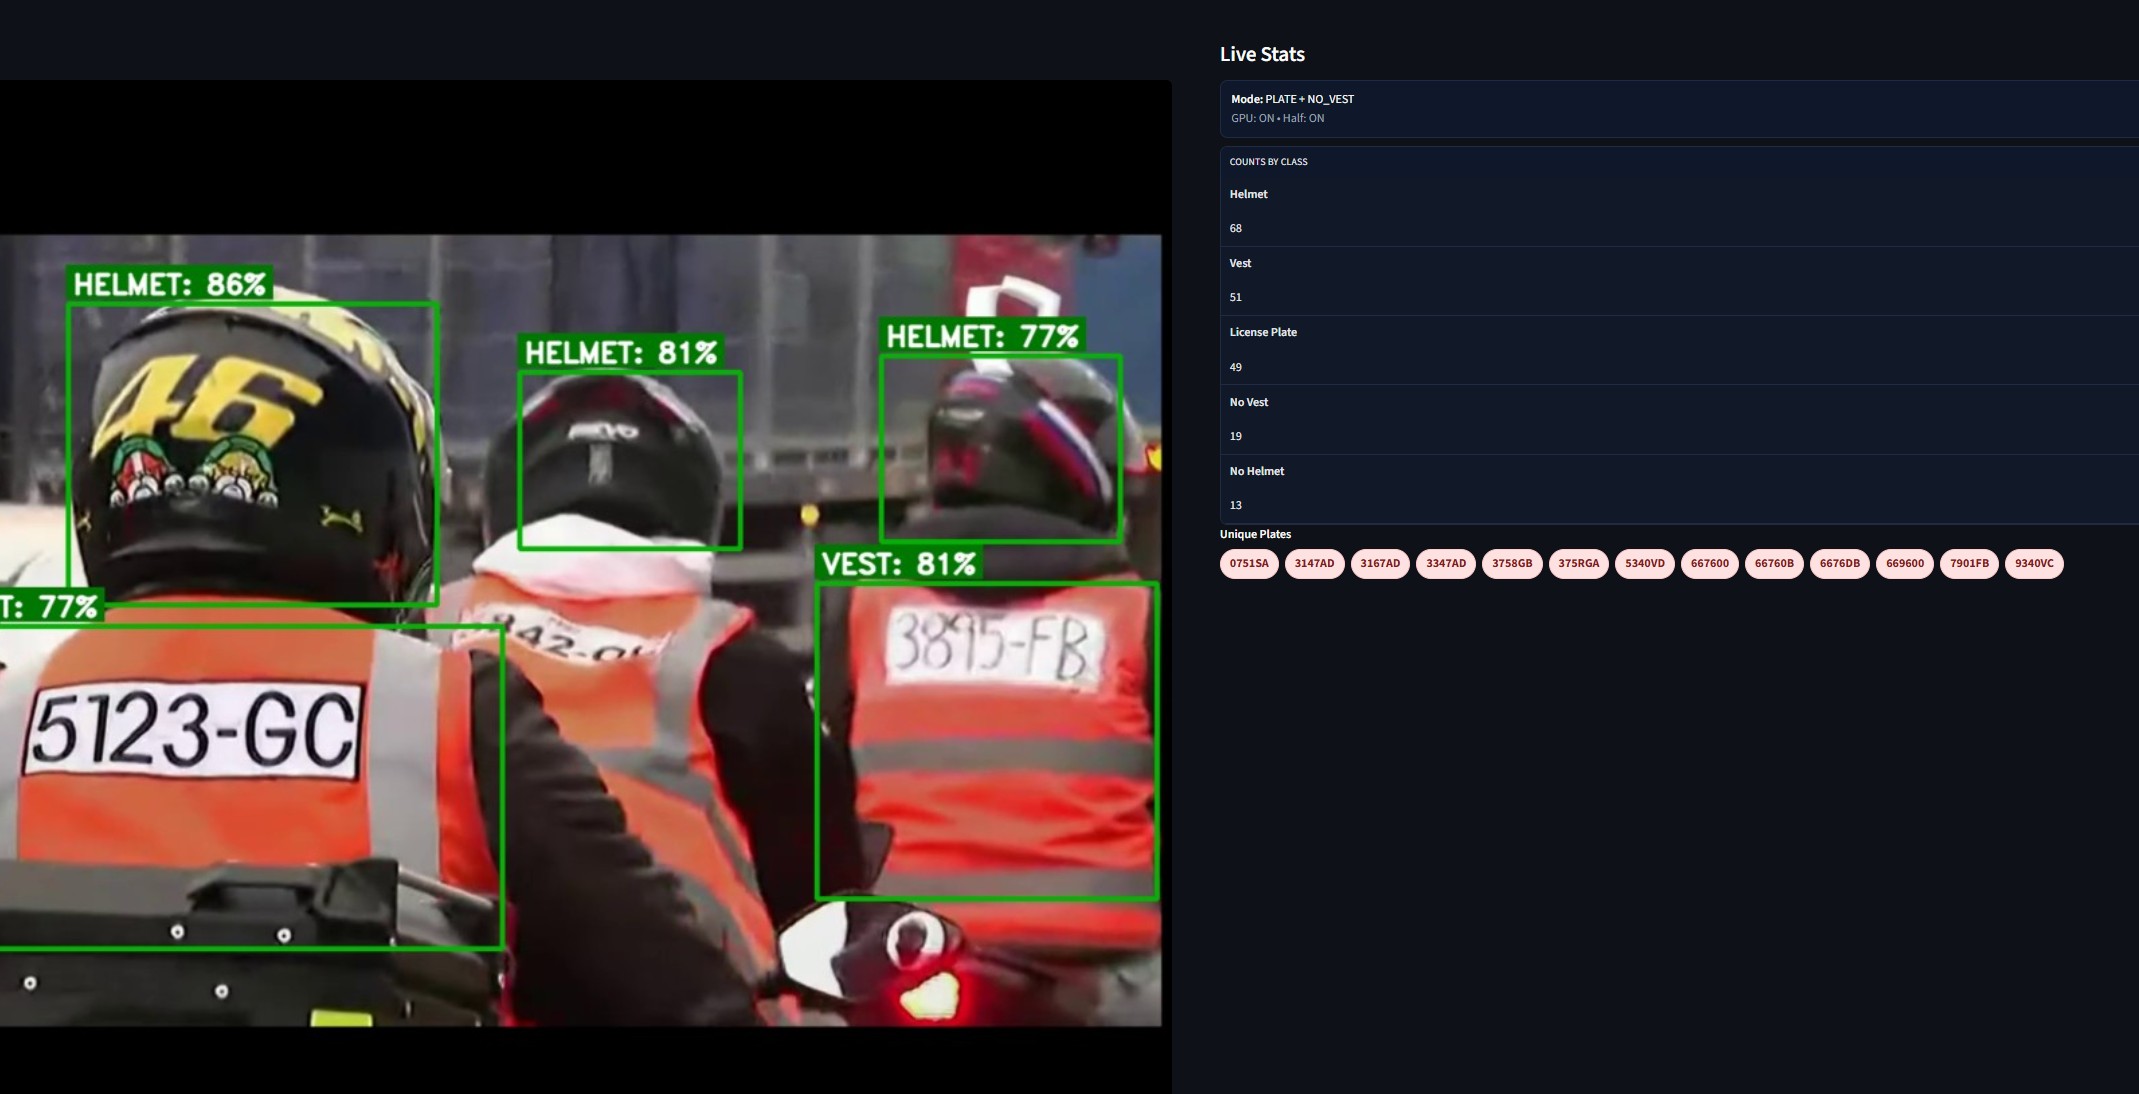 Live Stats
Mode: PLATE + NO_VEST
GPU: ON • Half: ON
COUNTS BY CLASS
Helmet
68
Vest
51
License Plate
49
No Vest
19
No Helmet
13
Unique Plates
0751SA 3147AD 3167AD 3347AD 3758GB 375RGA 5340VD 667600 66760B 6676DB 669600 7901FB 9340VC
HELMET: 86%
HELMET: 81%
HELMET: 77%
46
VEST: 81%
T: 77%
3895-FB
5123-GC